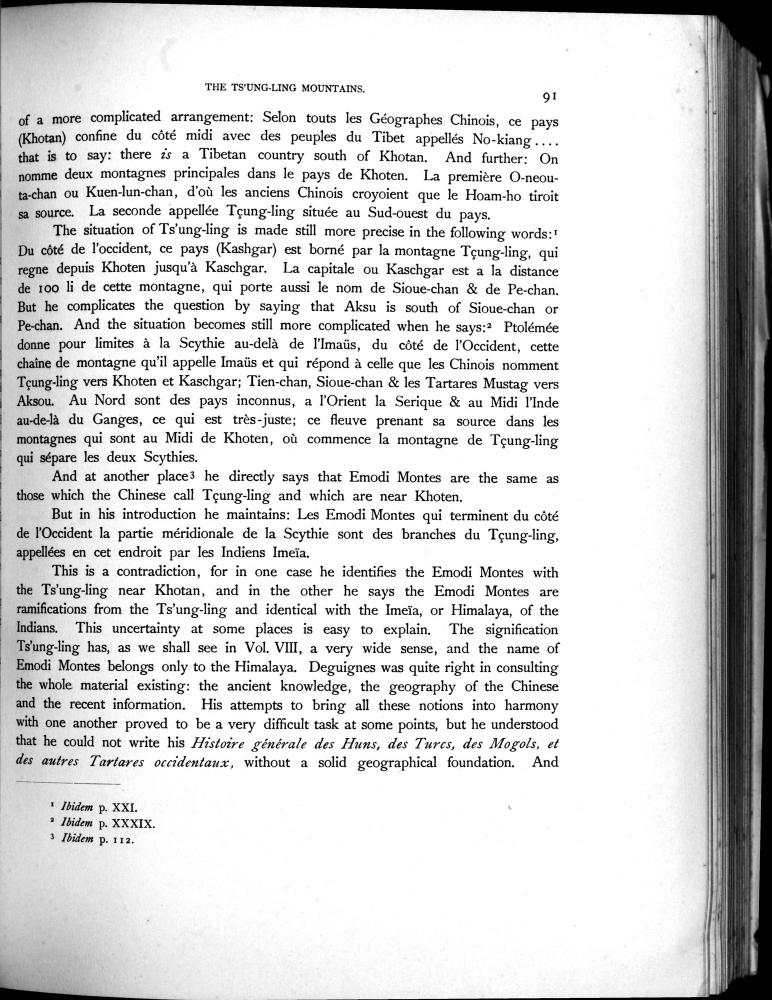 THE TS'UNG-LING MOUNTAINS.
91
of a more complicated arrangement: Selon touts les Géographes Chinois, ce pays
(Khotan) confine du côté midi avec des peuples du Tibet appellés No-kiang ....
that is to say: there is a Tibetan country south of Khotan. And further: On
nomme deux montagnes principales dans le pays de Khoten. La première O-neou-
ta-chan ou Kuen-lun-chan, d'où les anciens Chinois croyoient que le Hoam-ho tiroit
sa source. La seconde appellée Tçung-ling située au Sud-ouest du pays.
The situation of Ts'ung-ling is made still more precise in the following words:¹
Du côté de l'occident, ce pays (Kashgar) est borné par la montagne Tçung-ling, qui
regne depuis Khoten jusqu'à Kaschgar. La capitale ou Kaschgar est a la distance
de 100 li de cette montagne, qui porte aussi le nom de Sioue-chan & de Pe-chan.
But he complicates the question by saying that Aksu is south of Sioue-chan or
Pe-chan. And the situation becomes still more complicated when he says:² Ptolémée
donne pour limites à la Scythie au-delà de l'Imaüs, du côté de l'Occident, cette
chaîne de montagne qu'il appelle Imaüs et qui répond à celle que les Chinois nomment
Tçung-ling vers Khoten et Kaschgar; Tien-chan, Sioue-chan & les Tartares Mustag vers
Aksou. Au Nord sont des pays inconnus, a l'Orient la Serique & au Midi l'Inde
au-de-là du Ganges, ce qui est très-juste; ce fleuve prenant sa source dans les
montagnes qui sont au Midi de Khoten, où commence la montagne de Tçung-ling
qui sépare les deux Scythies.
And at another place³ he directly says that Emodi Montes are the same as
those which the Chinese call Tçung-ling and which are near Khoten.
But in his introduction he maintains: Les Emodi Montes qui terminent du côté
de l'Occident la partie méridionale de la Scythie sont des branches du Tçung-ling,
appellées en cet endroit par les Indiens Imeïa.
This is a contradiction, for in one case he identifies the Emodi Montes with
the Ts'ung-ling near Khotan, and in the other he says the Emodi Montes are
ramifications from the Ts'ung-ling and identical with the Imeïa, or Himalaya, of the
Indians. This uncertainty at some places is easy to explain. The signification
Ts'ung-ling has, as we shall see in Vol. VIII, a very wide sense, and the name of
Emodi Montes belongs only to the Himalaya. Deguignes was quite right in consulting
the whole material existing: the ancient knowledge, the geography of the Chinese
and the recent information. His attempts to bring all these notions into harmony
with one another proved to be a very difficult task at some points, but he understood
that he could not write his Histoire générale des Huns, des Turcs, des Mogols, et
des autres Tartares occidentaux, without a solid geographical foundation. And
¹ Ibidem p. XXI.
² Ibidem p. XXXIX.
³ Ibidem p. 112.